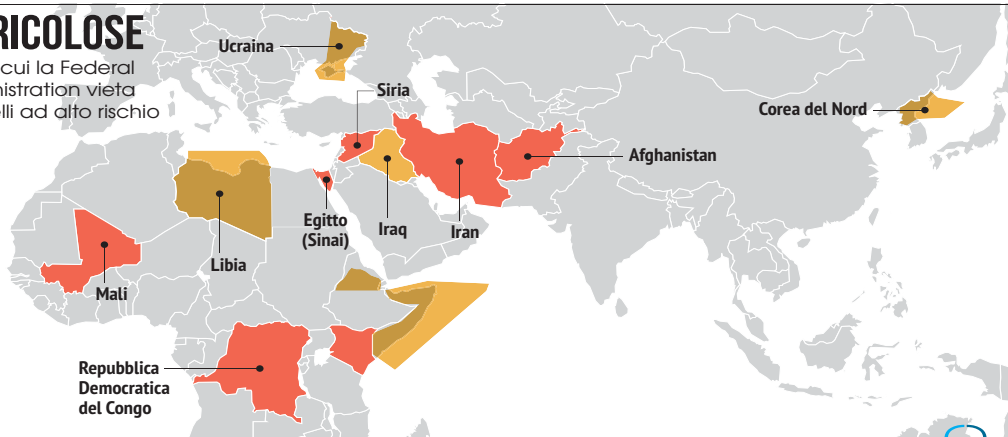 RICOLOSE
cui la Federal
nistration vieta
lli ad alto rischio
Ucraina
Siria
Corea del Nord
Afghanistan
Egitto
(Sinai)
Iraq
Iran
Libia
Mali
Repubblica
Democratica
del Congo